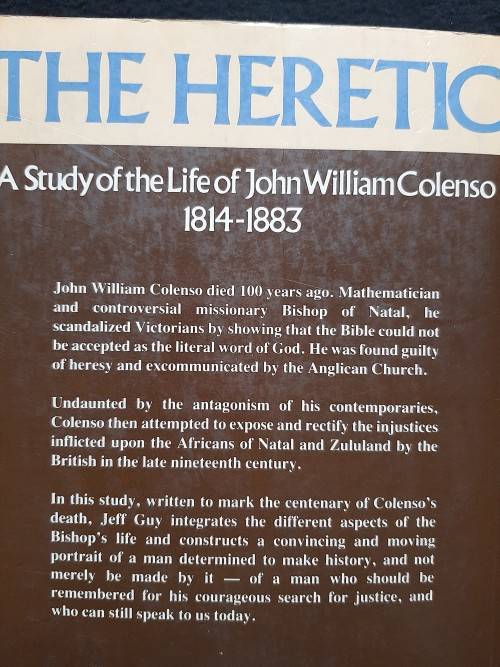 THE HERETIC
A Study of the Life of John William Colenso
1814-1883
John William Colenso died 100 years ago. Mathematician
and controversial missionary Bishop of Natal, he
scandalized Victorians by showing that the Bible could not
be accepted as the literal word of God. He was found guilty
of heresy and excommunicated by the Anglican Church.
Undaunted by the antagonism of his contemporaries,
Colenso then attempted to expose and rectify the injustices
inflicted upon the Africans of Natal and Zululand by the
British in the late nineteenth century.
In this study, written to mark the centenary of Colenso's
death, Jeff Guy integrates the different aspects of the
Bishop's life and constructs a convincing and moving
portrait of a man determined to make history, and not
merely be made by it — of a man who should be
remembered for his courageous search for justice, and
who can still speak to us today.